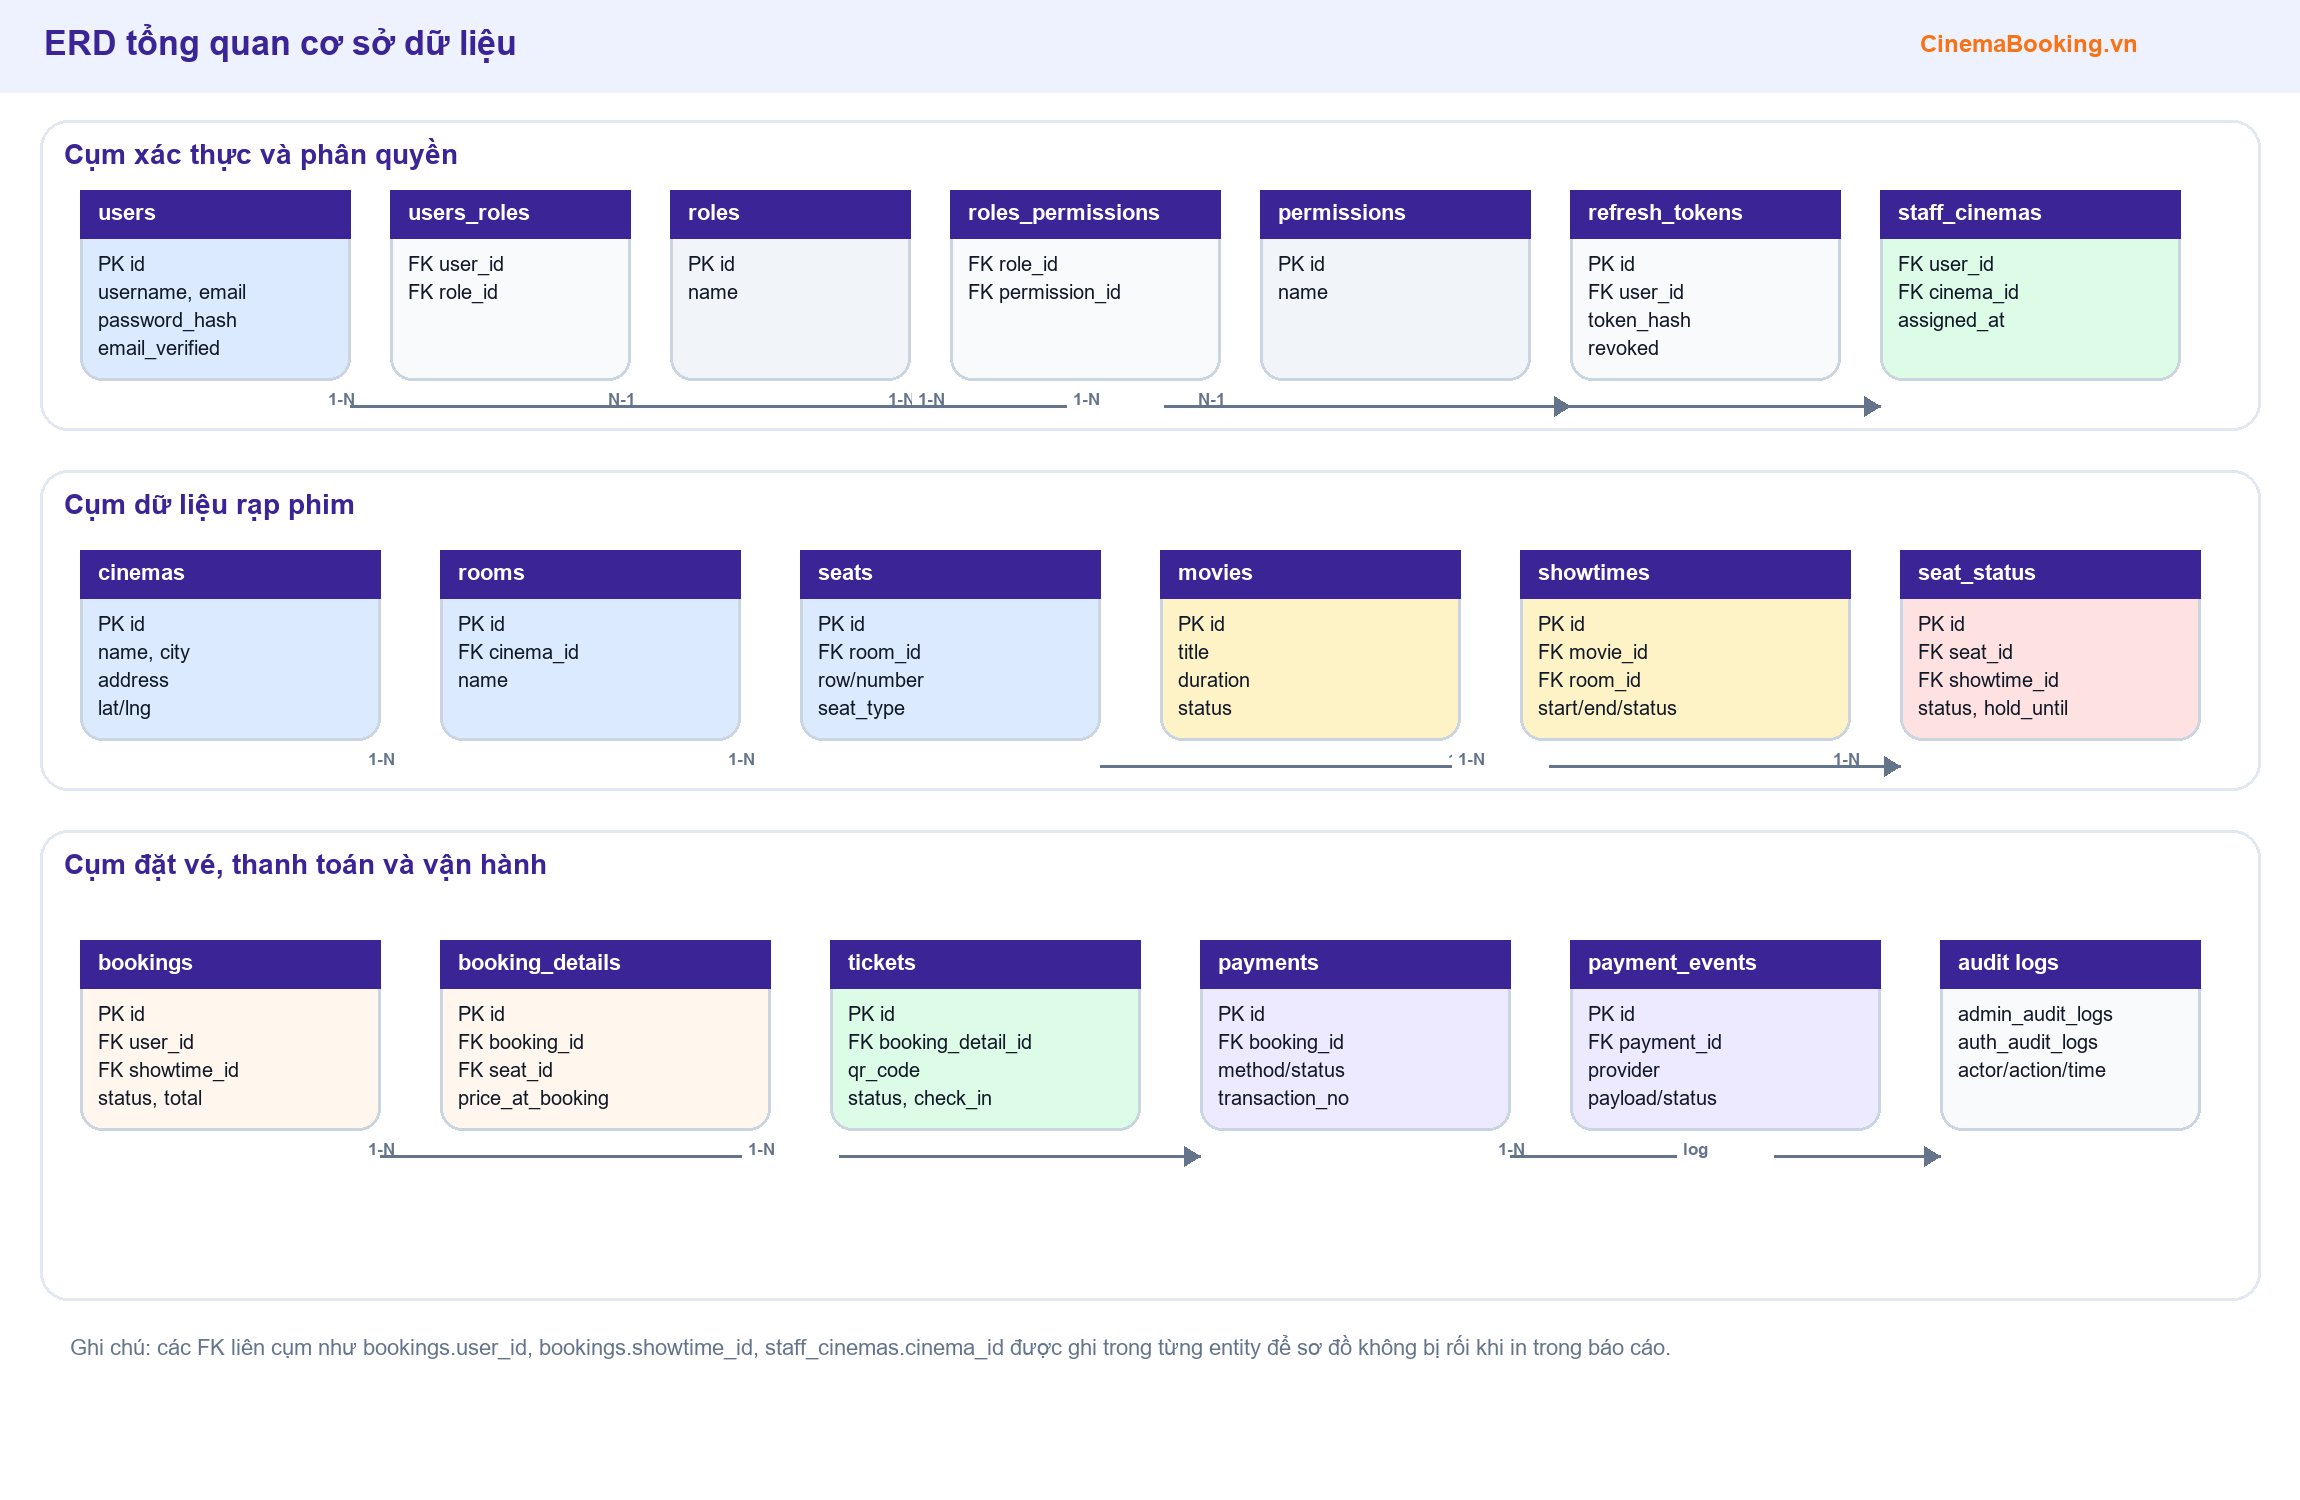 ERD tổng quan cơ sở dữ liệu
CinemaBooking.vn
Cụm xác thực và phân quyền
users
PK id
username, email
password_hash
email_verified
users_roles
FK user_id
FK role_id
roles
PK id
name
roles_permissions
FK role_id
FK permission_id
permissions
PK id
name
refresh_tokens
PK id
FK user_id
token_hash
revoked
staff_cinemas
FK user_id
FK cinema_id
assigned_at
1-N
N-1
1-N
1-N
1-N
N-1
Cụm dữ liệu rạp phim
cinemas
PK id
name, city
address
lat/lng
rooms
PK id
FK cinema_id
name
seats
PK id
FK room_id
row/number
seat_type
movies
PK id
title
duration
status
showtimes
PK id
FK movie_id
FK room_id
start/end/status
seat_status
PK id
FK seat_id
FK showtime_id
status, hold_until
1-N
1-N
1-N
1-N
Cụm đặt vé, thanh toán và vận hành
bookings
PK id
FK user_id
FK showtime_id
status, total
booking_details
PK id
FK booking_id
FK seat_id
price_at_booking
tickets
PK id
FK booking_detail_id
qr_code
status, check_in
payments
PK id
FK booking_id
method/status
transaction_no
payment_events
PK id
FK payment_id
provider
payload/status
audit logs
admin_audit_logs
auth_audit_logs
actor/action/time
1-N
1-N
1-N
log
Ghi chú: các FK liên cụm như bookings.user_id, bookings.showtime_id, staff_cinemas.cinema_id được ghi trong từng entity để sơ đồ không bị rối khi in trong báo cáo.